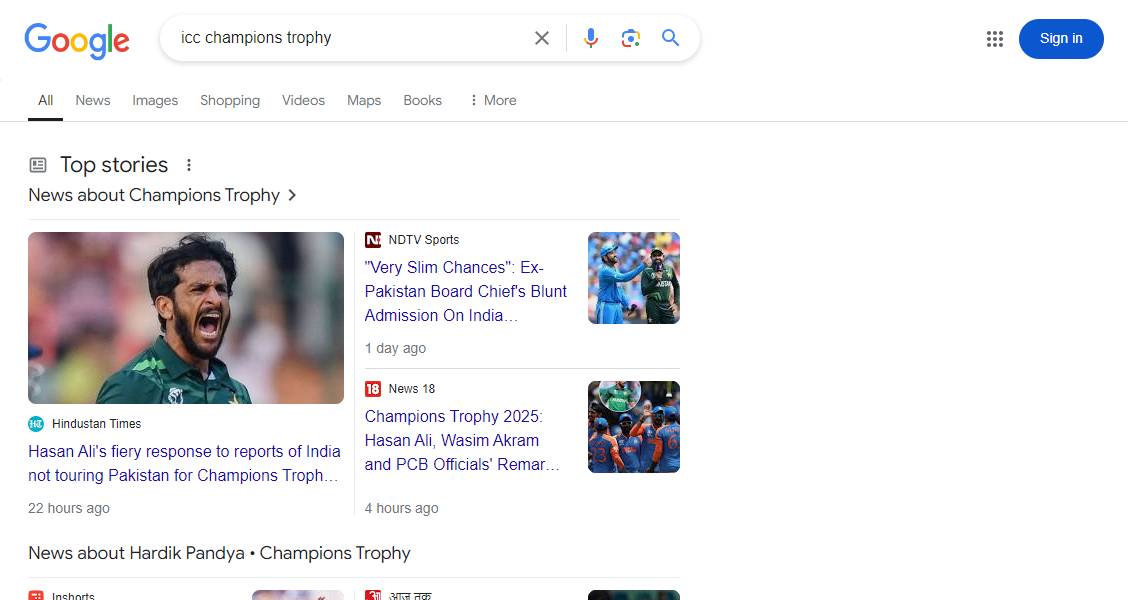 Google
icc champions trophy
Sign in
All
News
Images
Shopping
Videos
Maps
Books
More
Top stories
News about Champions Trophy
Hindustan Times
Hasan Ali's fiery response to reports of India
not touring Pakistan for Champions Troph...
22 hours ago
NDTV Sports
"Very Slim Chances": Ex-
Pakistan Board Chief's Blunt
Admission On India...
1 day ago
18
News 18
Champions Trophy 2025:
Hasan Ali, Wasim Akram
and PCB Officials' Remar...
4 hours ago
News about Hardik Pandya • Champions Trophy
Inshorts
आज तक